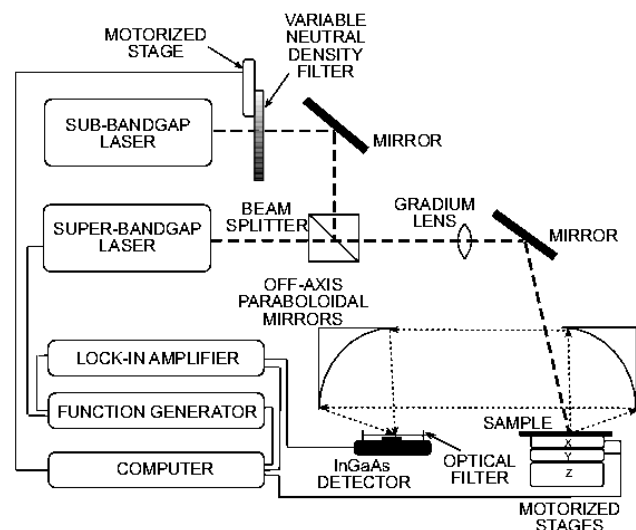 MOTORIZED
STAGE
VARIABLE
NEUTRAL
DENSITY
FILTER
SUB-BANDGAP
LASER
MIRROR
SUPER-BANDGAP
LASER
BEAM
SPLITTER
GRADIUM
LENS
MIRROR
OFF-AXIS
PARABOLOIDAL
MIRRORS
LOCK-IN AMPLIFIER
FUNCTION GENERATOR
COMPUTER
InGaAs
DETECTOR
OPTICAL
FILTER
SAMPLE
X
Y
Z
MOTORIZED
STAGES